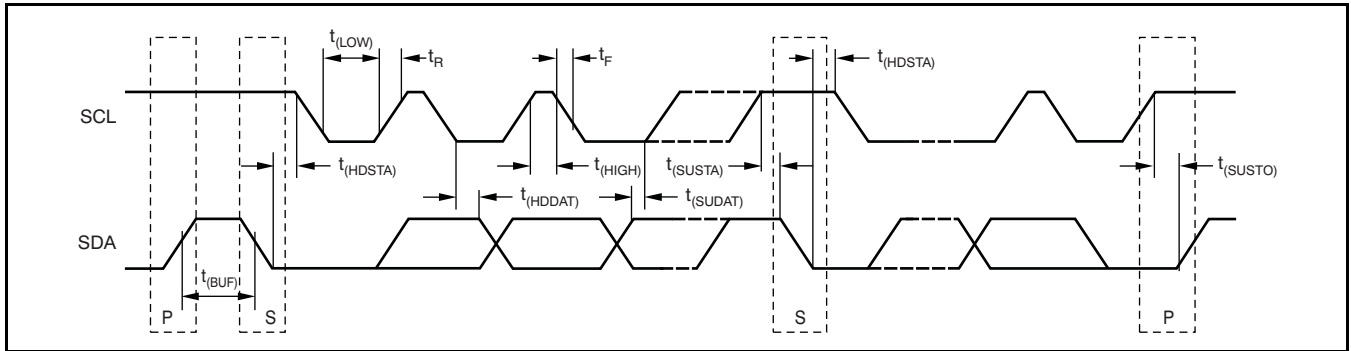 t(LOW)
tR
tF
t(HDSTA)
SCL
t(HDSTA)
t(HIGH)
t(SUSTA)
t(SUSTO)
t(HDDAT)
t(SUDAT)
SDA
t(BUF)
P
S
S
P